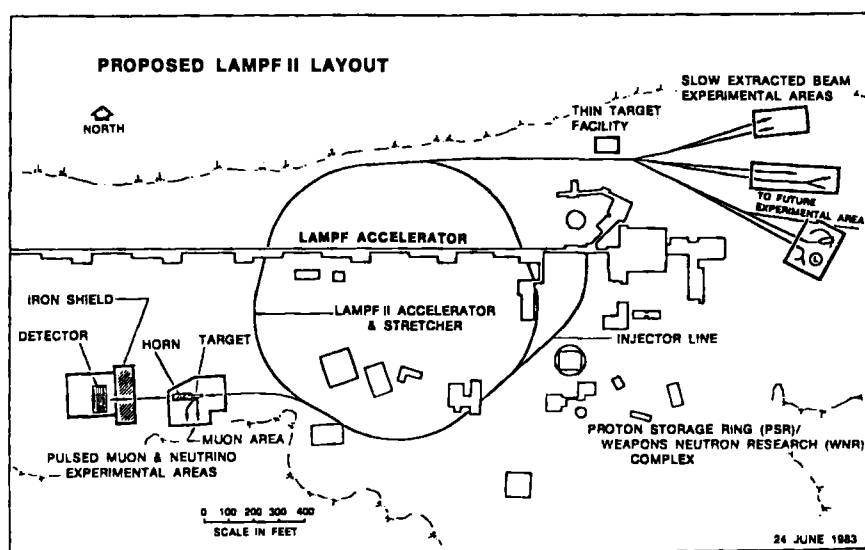 PROPOSED LAMPF II LAYOUT
NORTH
SLOW EXTRACTED BEAM
EXPERIMENTAL AREAS
THIN TARGET
FACILITY
TO FUTURE
EXPERIMENTAL AREA
LAMPF ACCELERATOR
IRON SHIELD
DETECTOR
HORN
TARGET
LAMPF II ACCELERATOR
& STRETCHER
INJECTOR LINE
MUON AREA
PULSED MUON & NEUTRINO
EXPERIMENTAL AREAS
PROTON STORAGE RING (PSR)/
WEAPONS NEUTRON RESEARCH (WNR)
COMPLEX
0 100 200 300 400
SCALE IN FEET
24 JUNE 1983